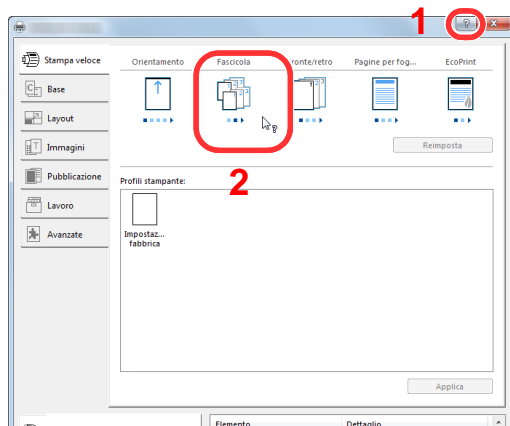 1
?
x
Stampa veloce
Orientamento
Fascicola
ronte/retro
Pagine per fog...
EcoPrint
Base
Layout
Immagini
Pubblicazione
Lavoro
Avanzate
Reimposta
2
Profili stampante:
Impostaz...
fabbrica
Applica
Elemento
Dettaglio